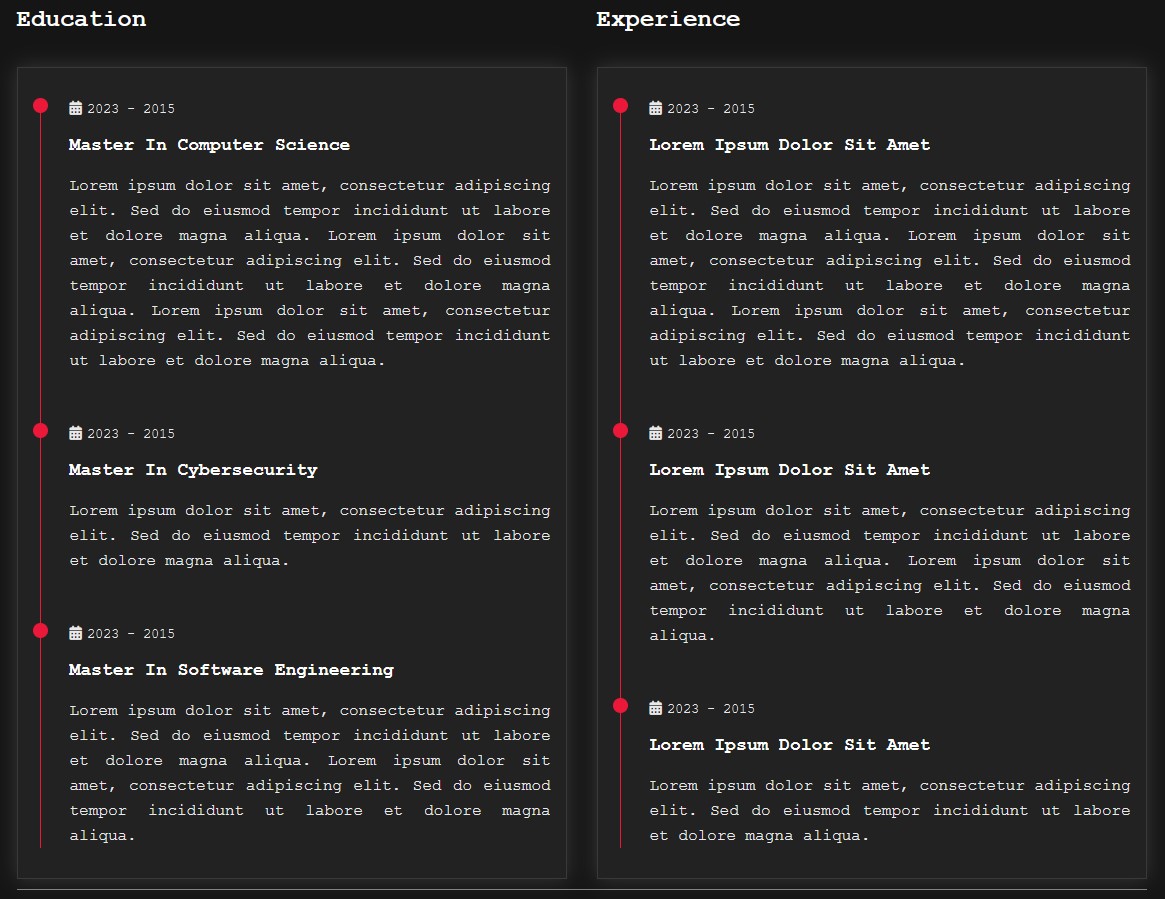 Education
2023 - 2015
Master In Computer Science
Lorem ipsum dolor sit amet, consectetur adipiscing
elit. Sed do eiusmod tempor incididunt ut labore
et dolore magna aliqua. Lorem ipsum dolor sit
amet, consectetur adipiscing elit. Sed do eiusmod
tempor incididunt ut labore et dolore magna
aliqua. Lorem ipsum dolor sit amet, consectetur
adipiscing elit. Sed do eiusmod tempor incididunt
ut labore et dolore magna aliqua.
2023 - 2015
Master In Cybersecurity
Lorem ipsum dolor sit amet, consectetur adipiscing
elit. Sed do eiusmod tempor incididunt ut labore
et dolore magna aliqua.
2023 - 2015
Master In Software Engineering
Lorem ipsum dolor sit amet, consectetur adipiscing
elit. Sed do eiusmod tempor incididunt ut labore
et dolore magna aliqua. Lorem ipsum dolor sit
amet, consectetur adipiscing elit. Sed do eiusmod
tempor incididunt ut labore et dolore magna
aliqua.
Experience
2023 - 2015
Lorem Ipsum Dolor Sit Amet
Lorem ipsum dolor sit amet, consectetur adipiscing
elit. Sed do eiusmod tempor incididunt ut labore
et dolore magna aliqua. Lorem ipsum dolor sit
amet, consectetur adipiscing elit. Sed do eiusmod
tempor incididunt ut labore et dolore magna
aliqua. Lorem ipsum dolor sit amet, consectetur
adipiscing elit. Sed do eiusmod tempor incididunt
ut labore et dolore magna aliqua.
2023 - 2015
Lorem Ipsum Dolor Sit Amet
Lorem ipsum dolor sit amet, consectetur adipiscing
elit. Sed do eiusmod tempor incididunt ut labore
et dolore magna aliqua. Lorem ipsum dolor sit
amet, consectetur adipiscing elit. Sed do eiusmod
tempor incididunt ut labore et dolore magna
aliqua.
2023 - 2015
Lorem Ipsum Dolor Sit Amet
Lorem ipsum dolor sit amet, consectetur adipiscing
elit. Sed do eiusmod tempor incididunt ut labore
et dolore magna aliqua.